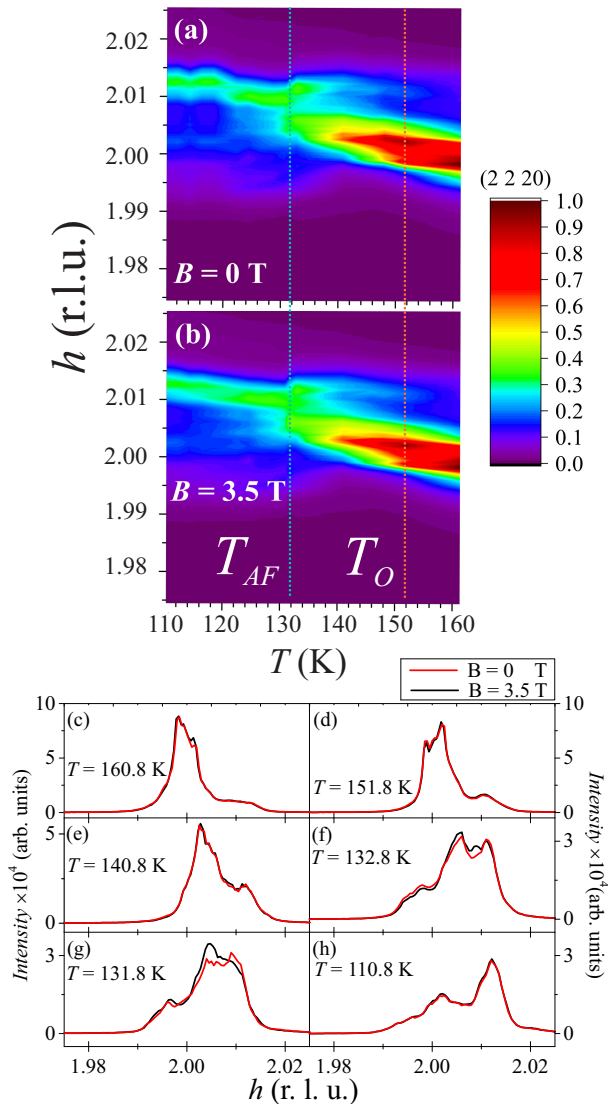 2.02
(a)
2.01
2.00
1.99
1.98
B = 0 T
(2 2 20)
1.0
0.9
0.8
0.7
0.6
0.5
0.4
0.3
0.2
0.1
0.0
h (r.l.u.)
(b)
2.02
2.01
2.00
1.99
1.98
B = 3.5 T
T_AF
T_O
110 120 130 140 150 160
T (K)
B = 0 T
B = 3.5 T
10
5
0
(c)
T = 160.8 K
(d)
T = 151.8 K
10
5
0
5
0
(e)
T = 140.8 K
(f)
T = 132.8 K
3
0
3
0
(g)
T = 131.8 K
(h)
T = 110.8 K
3
0
Intensity ×10⁴ (arb. units)
Intensity ×10⁴(arb. units)
1.98 2.00 2.02 1.98 2.00 2.02
h (r. l. u.)